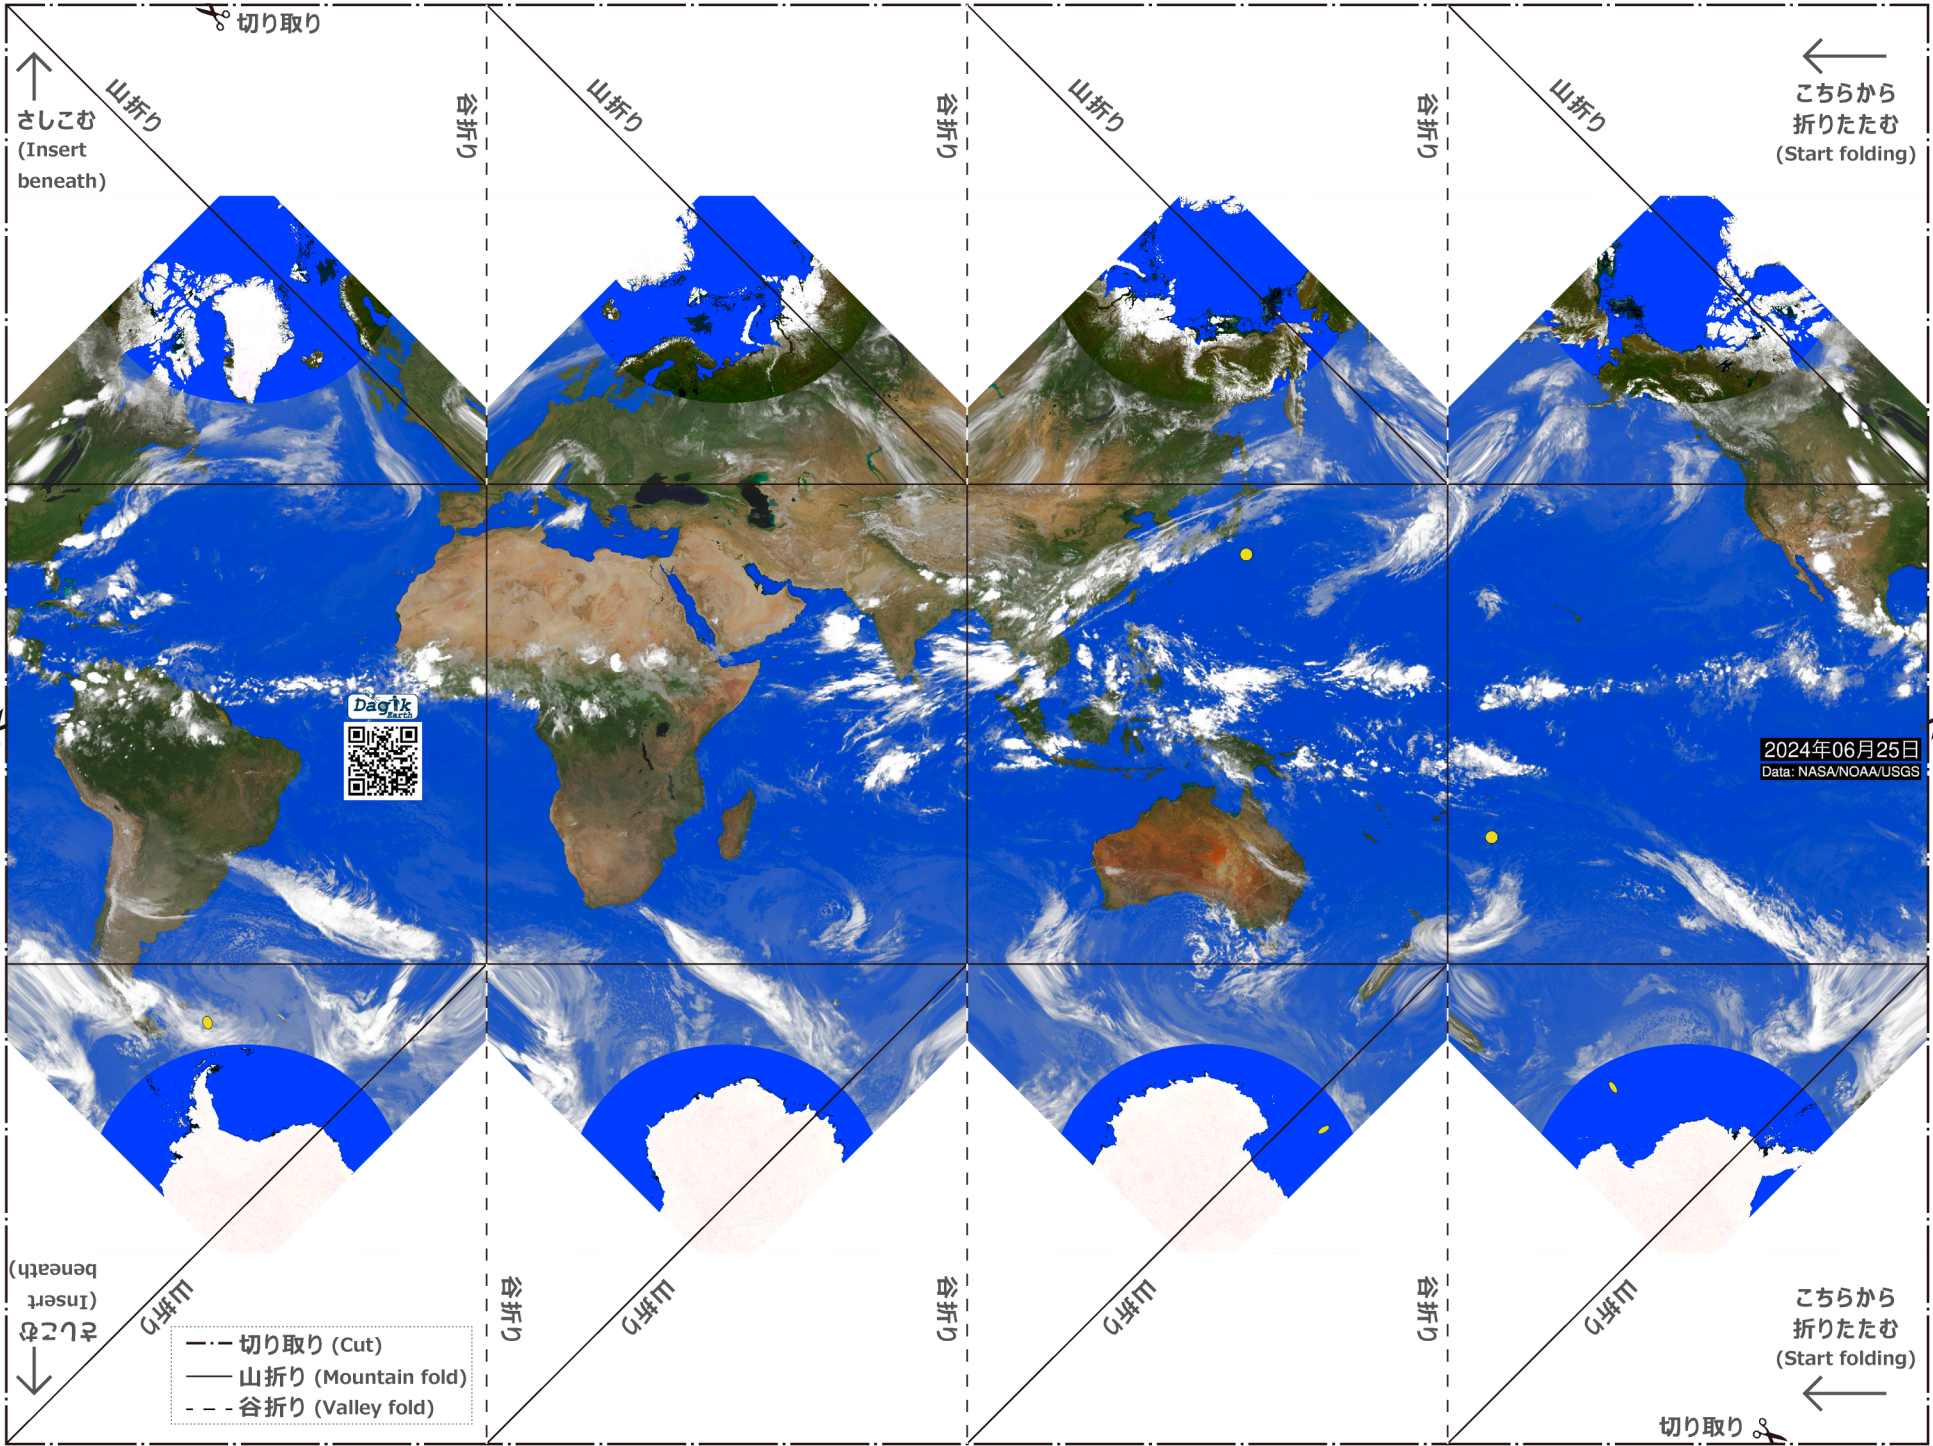 切り取り
さしこむ
(Insert
beneath)
山折り
谷折り
山折り
谷折り
山折り
谷折り
山折り
こちらから
折りたたむ
(Start folding)
Dagik
Earth
2024年06月25日
Data: NASA/NOAA/USGS
さしこむ
(Insert
beneath)
山折り
谷折り
山折り
谷折り
山折り
谷折り
山折り
こちらから
折りたたむ
(Start folding)
切り取り (Cut)
山折り (Mountain fold)
谷折り (Valley fold)
切り取り